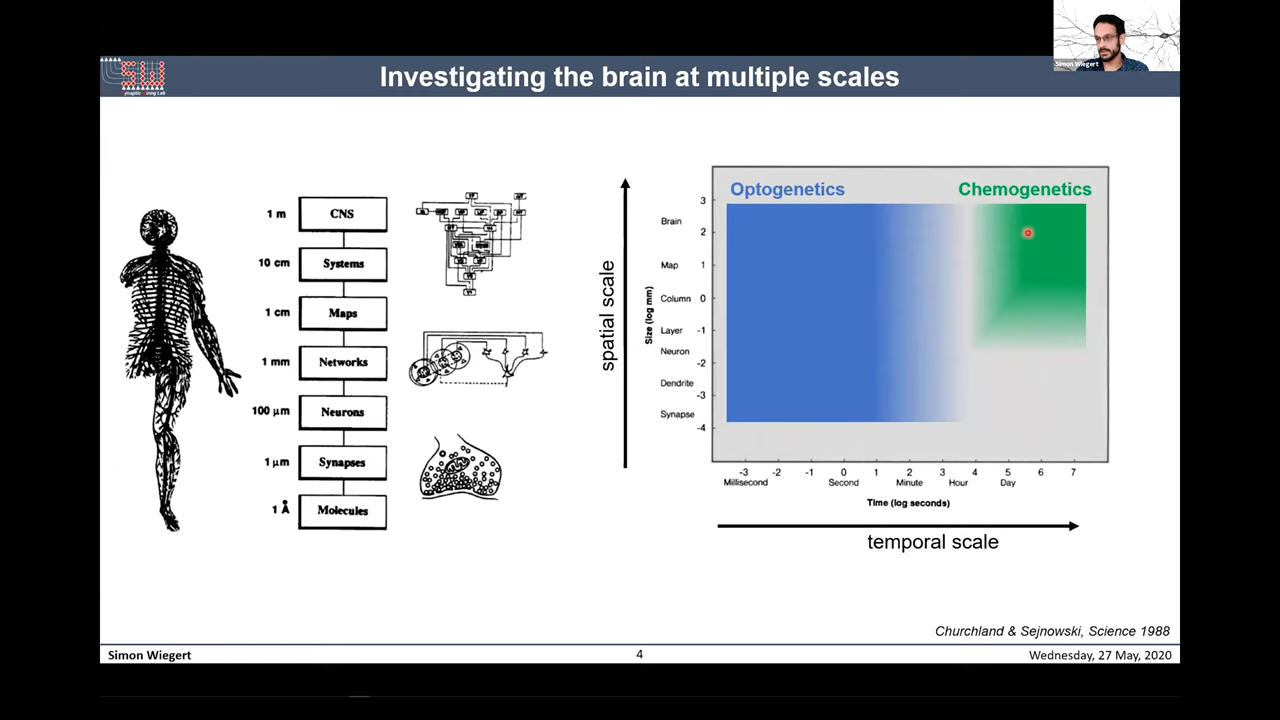 Simon Wiegert
SW
Synaptic Wiring Lab
Investigating the brain at multiple scales
1 m
CNS
10 cm
Systems
1 cm
Maps
1 mm
Networks
100 μm
Neurons
1 μm
Synapses
1 Å
Molecules
spatial scale
Optogenetics
Chemogenetics
Size (log mm)
Brain
Map
Column
Layer
Neuron
Dendrite
Synapse
3
2
1
0
-1
-2
-3
-4
-3 -2 -1 0 1 2 3 4 5 6 7
Millisecond Second Minute Hour Day
Time (log seconds)
temporal scale
Churchland & Sejnowski, Science 1988
Simon Wiegert
4
Wednesday, 27 May, 2020